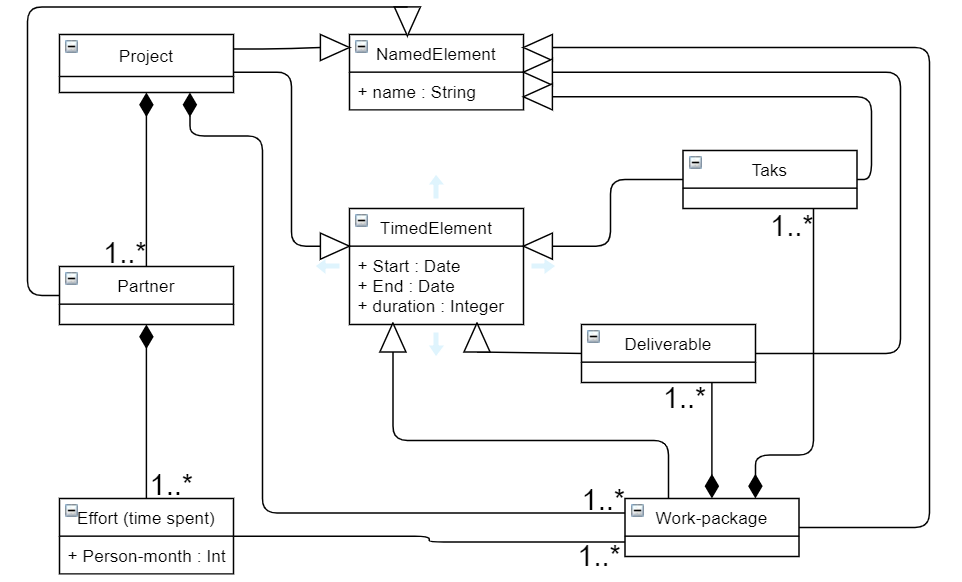 Project
NamedElement
+ name : String
Taks
1..*
TimedElement
+ Start : Date
+ End : Date
+ duration : Integer
1..*
Partner
Deliverable
1..*
1..*
1..*
Effort (time spent)
+ Person-month : Int
Work-package
1..*